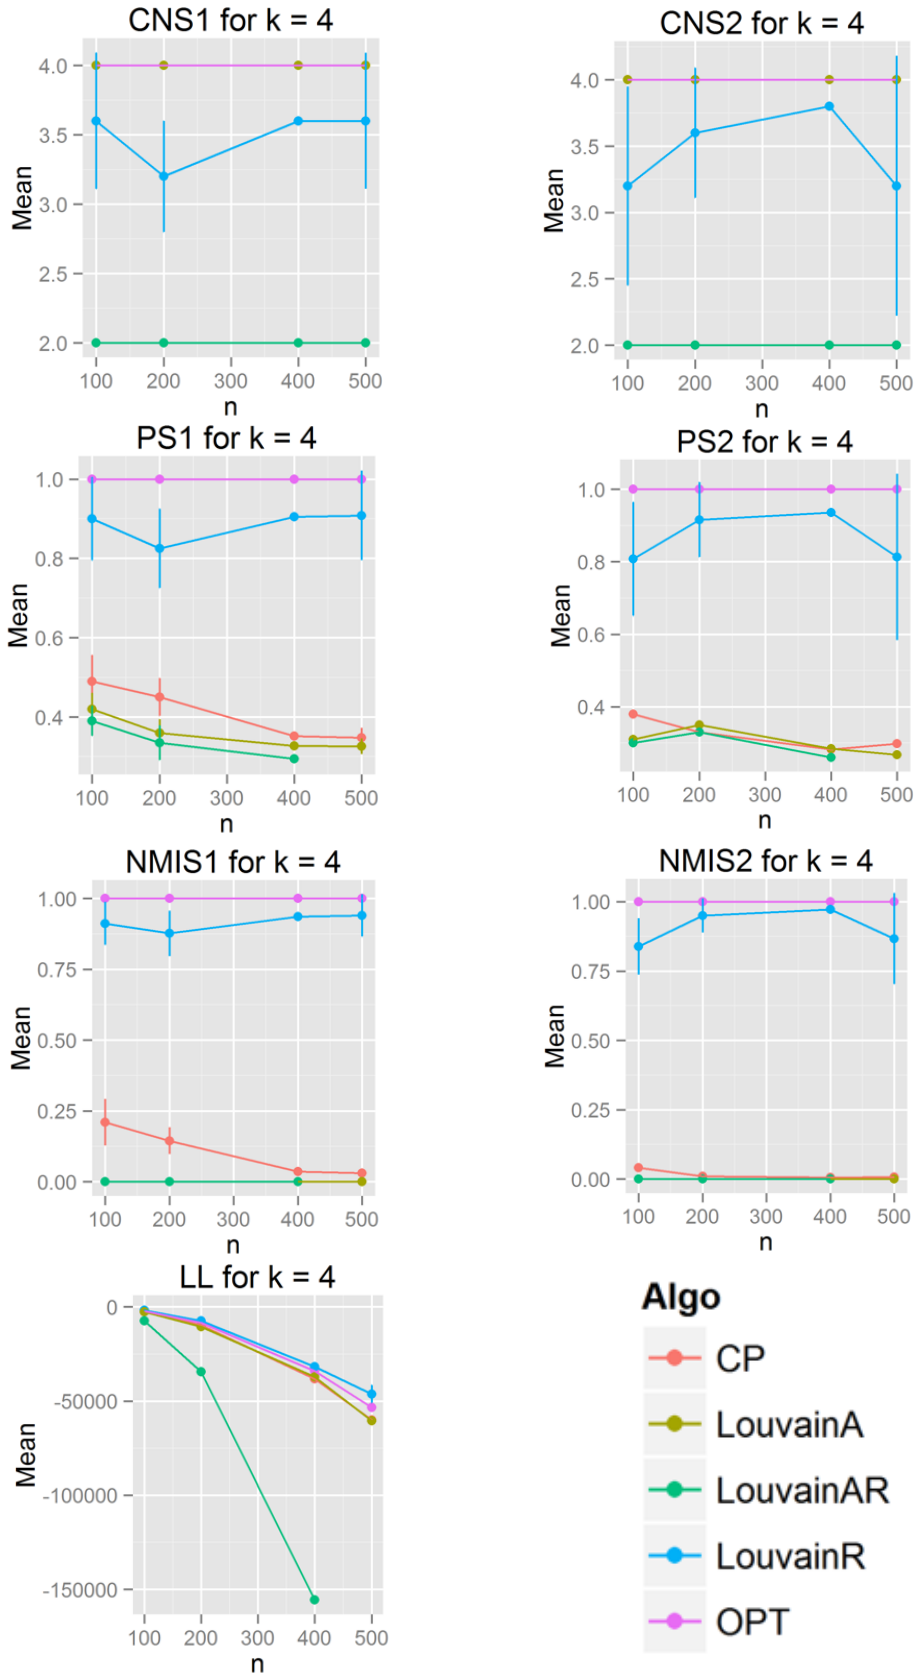 CNS1 for k = 4
Mean
4.0
3.5
3.0
2.5
2.0
100 200 300 400 500
n
CNS2 for k = 4
Mean
4.0
3.5
3.0
2.5
2.0
100 200 300 400 500
n
PS1 for k = 4
Mean
1.0
0.8
0.6
0.4
100 200 300 400 500
n
PS2 for k = 4
Mean
1.0
0.8
0.6
0.4
100 200 300 400 500
n
NMIS1 for k = 4
Mean
1.00
0.75
0.50
0.25
0.00
100 200 300 400 500
n
NMIS2 for k = 4
Mean
1.00
0.75
0.50
0.25
0.00
100 200 300 400 500
n
LL for k = 4
Mean
0
-50000
-100000
-150000
100 200 300 400 500
n
Algo
CP
LouvainA
LouvainAR
LouvainR
OPT